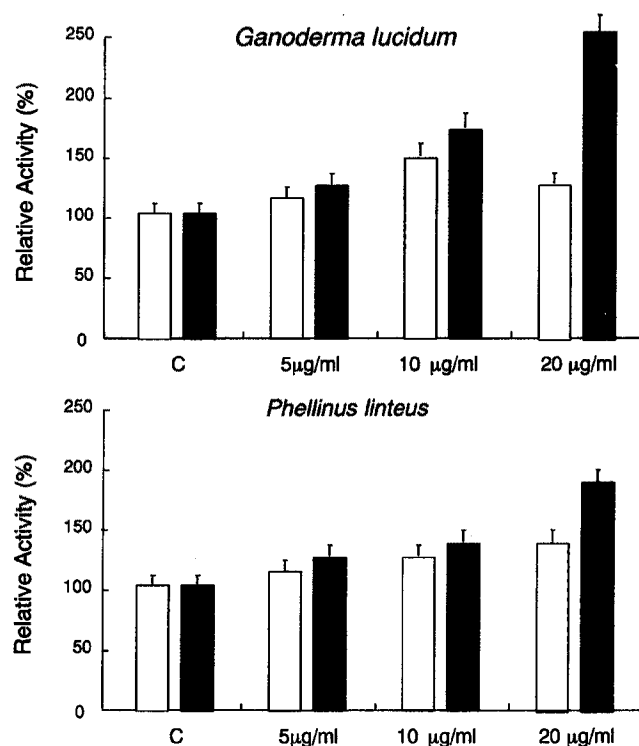 Ganoderma lucidum
Relative Activity (%)
250
200
150
100
50
0
C 5μg/ml 10 μg/ml 20 μg/ml
Phellinus linteus
Relative Activity (%)
250
200
150
100
50
0
C 5μg/ml 10 μg/ml 20 μg/ml